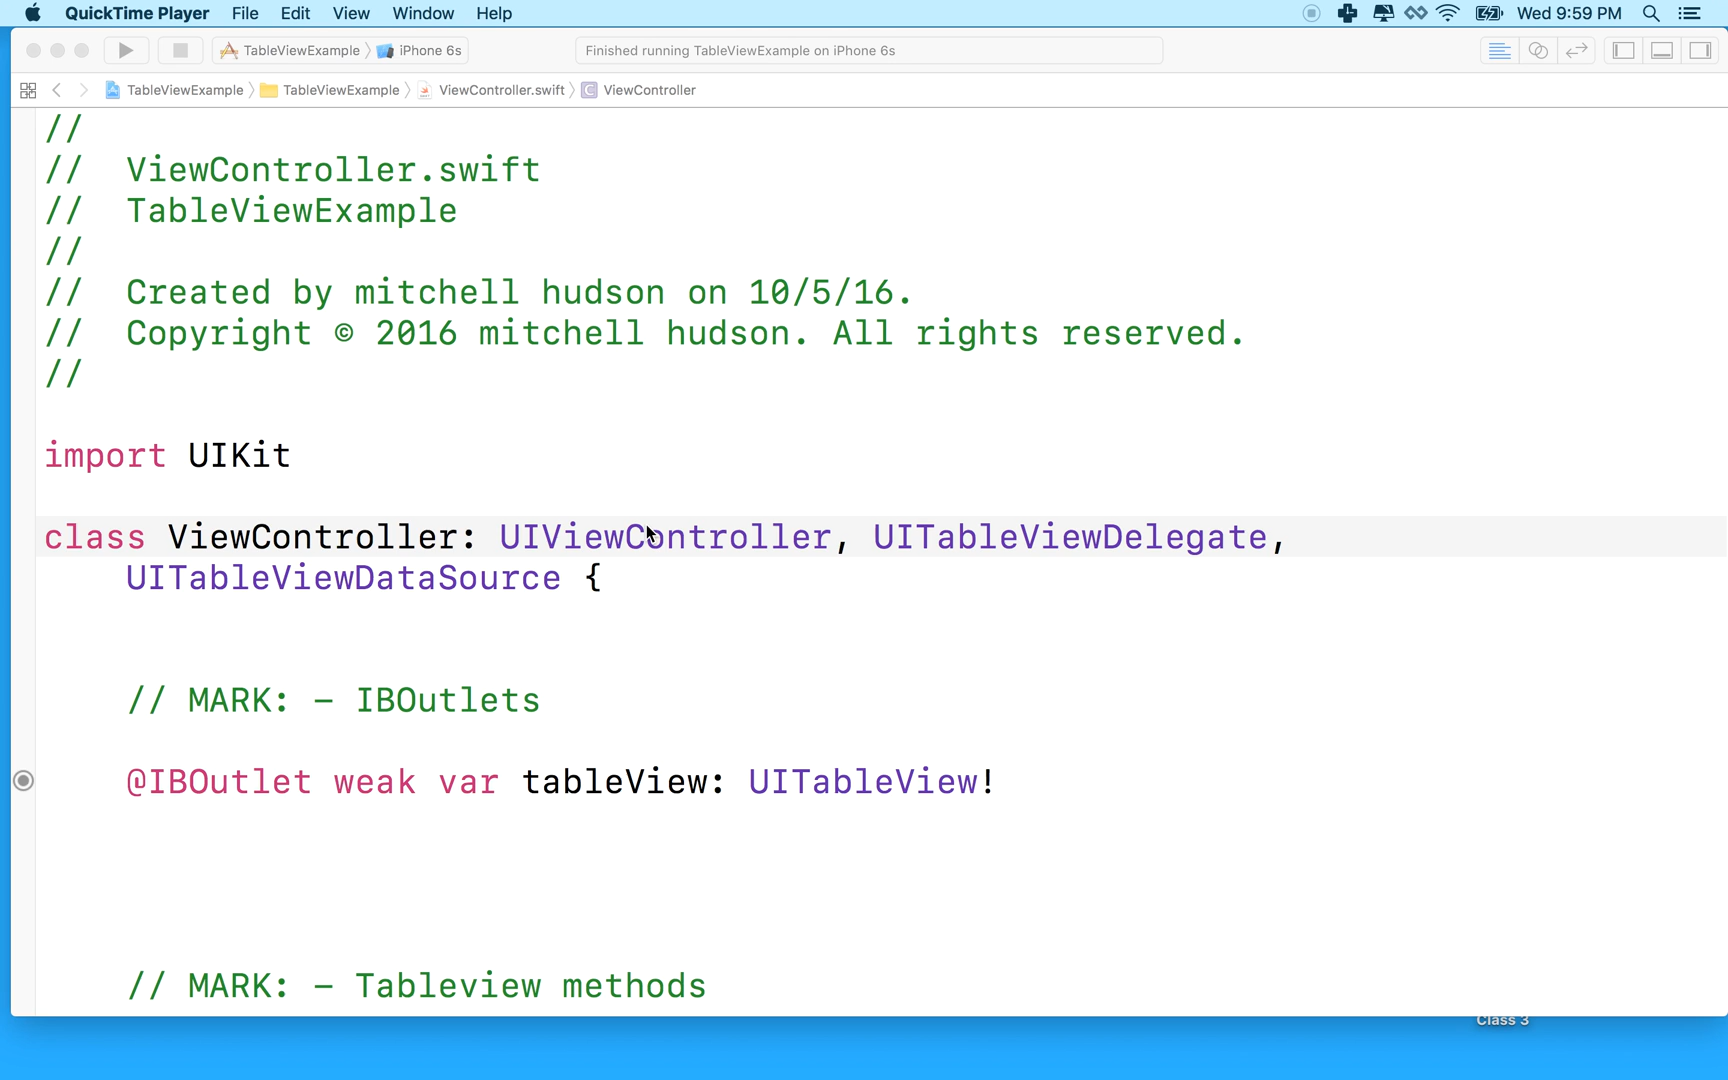 QuickTime Player File Edit View Window Help Wed 9:59 PM
TableViewExample iPhone 6s Finished running TableViewExample on iPhone 6s
TableViewExample TableViewExample ViewController.swift C ViewController
//
// ViewController.swift
// TableViewExample
//
// Created by mitchell hudson on 10/5/16.
// Copyright © 2016 mitchell hudson. All rights reserved.
//
import UIKit
class ViewController: UIViewController, UITableViewDelegate,
UITableViewDataSource {
// MARK: – IBOutlets
@IBOutlet weak var tableView: UITableView!
// MARK: – Tableview methods
Class 3